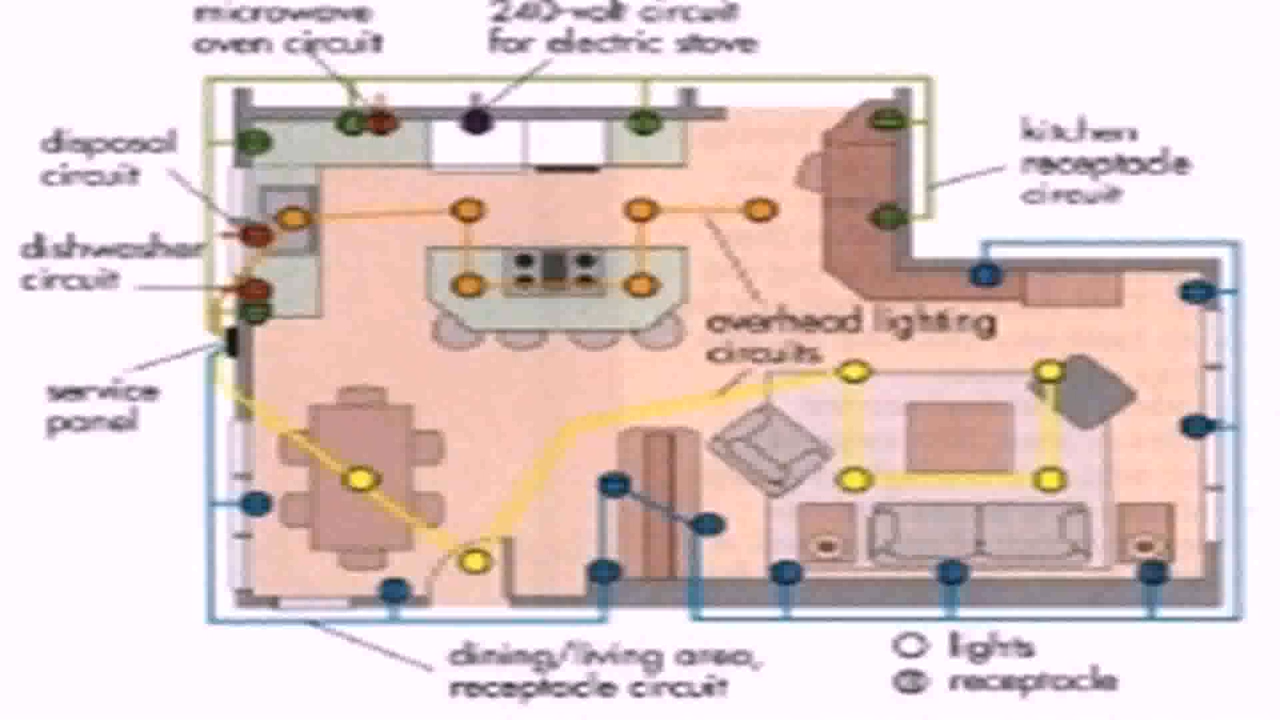 microwave
oven circuit
240-volt circuit
for electric stove
disposal
circuit
kitchen
receptacle
circuit
dishwasher
circuit
overhead lighting
circuits
service
panel
dining/living area,
receptacle circuit
lights
receptacle